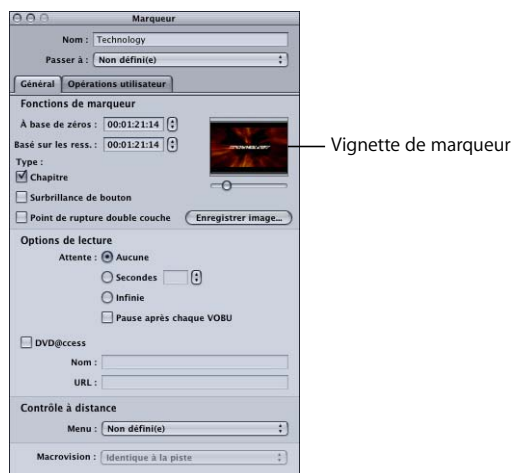 Marqueur
Nom : Technology
Passer à : Non défini(e)
Général Opérations utilisateur
Fonctions de marqueur
À base de zéros : 00:01:21:14
Basé sur les ress. : 00:01:21:14
Vignette de marqueur
Type :
Chapitre
Surbrillance de bouton
Point de rupture double couche Enregistrer image...
Options de lecture
Attente : Aucune
Secondes
Infinie
Pause après chaque VOBU
DVD@ccess
Nom :
URL :
Contrôle à distance
Menu : Non défini(e)
Macrovision : Identique à la piste